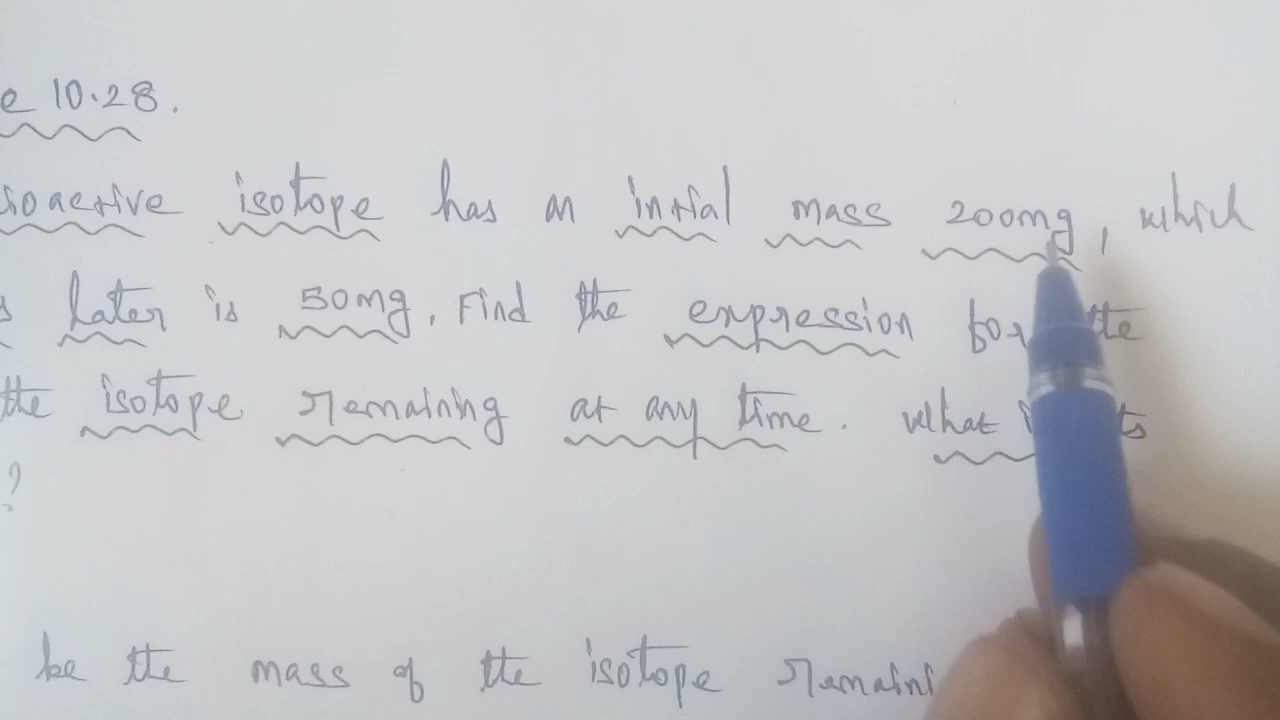 e 10.28.
ioactive isotope has an initial mass 200mg, which
s later is 50mg. Find the expression for the
the isotope remaining at any time. What i ts
?
be the mass of the isotope remaini